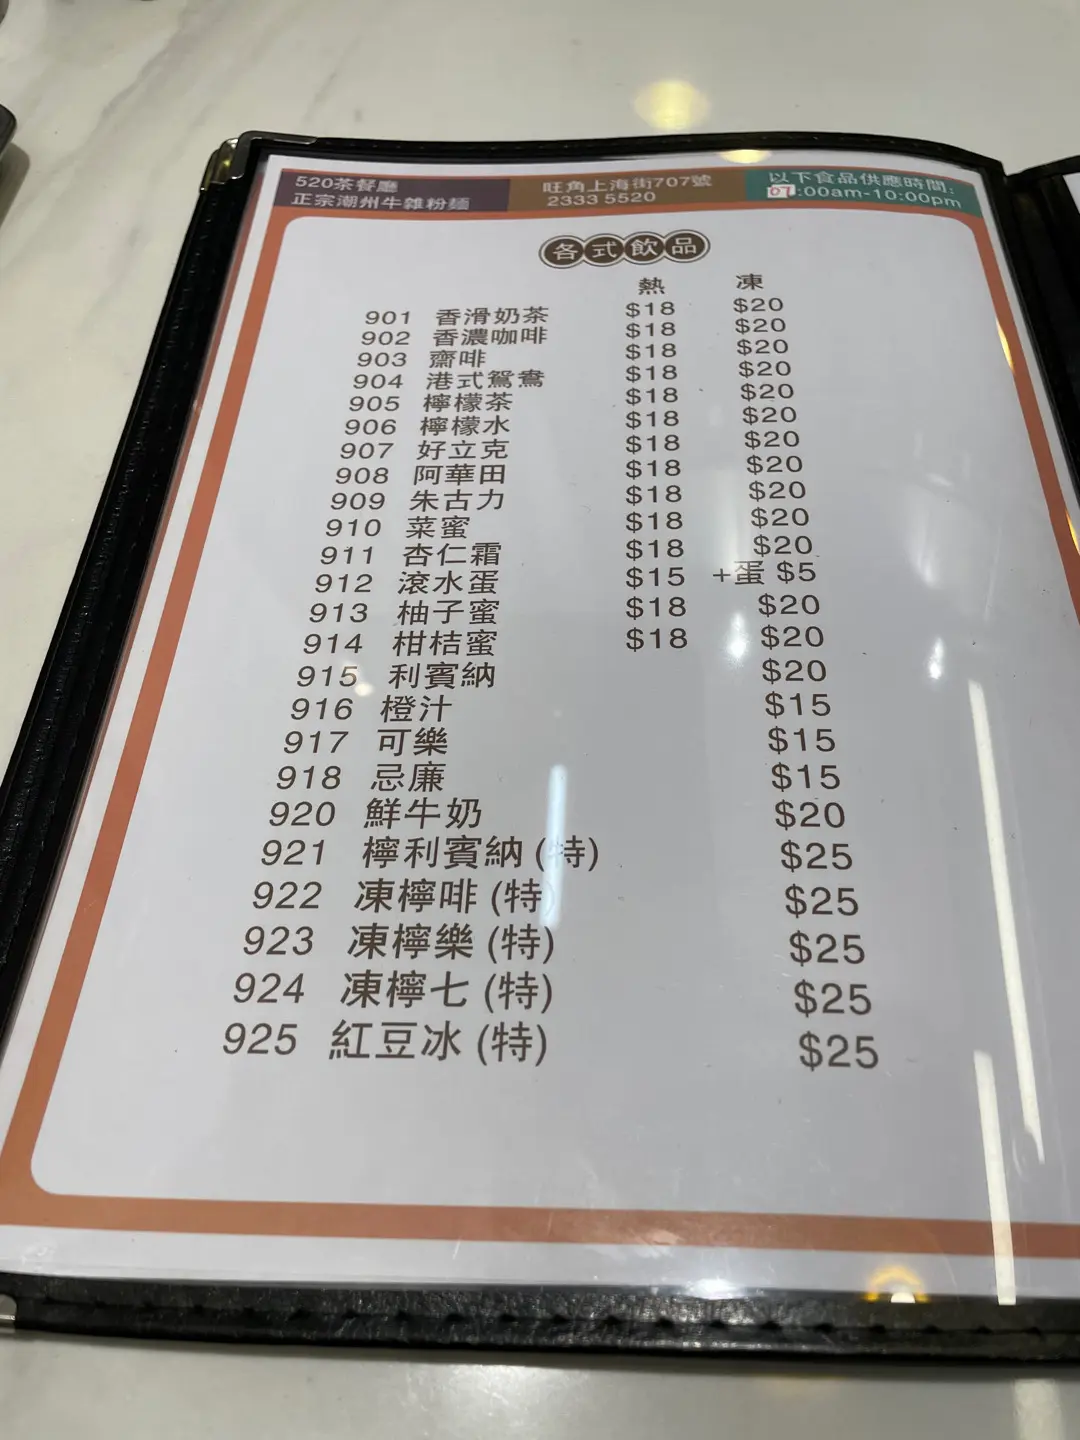 520茶餐廳
正宗潮州牛雜粉麵
旺角上海街707號
2333 5520
以下食品供應時間:
07:00am-10:00pm
各式飲品
熱 凍
901 香滑奶茶 $18 $20
902 香濃咖啡 $18 $20
903 齋啡 $18 $20
904 港式鴛鴦 $18 $20
905 檸檬茶 $18 $20
906 檸檬水 $18 $20
907 好立克 $18 $20
908 阿華田 $18 $20
909 朱古力 $18 $20
910 菜蜜 $18 $20
911 杏仁霜 $18 $20
912 滾水蛋 $15 +蛋 $5
913 柚子蜜 $18 $20
914 柑桔蜜 $18 $20
915 利賓納 $20
916 橙汁 $15
917 可樂 $15
918 忌廉 $15
920 鮮牛奶 $20
921 檸利賓納 (特) $25
922 凍檸啡 (特) $25
923 凍檸樂 (特) $25
924 凍檸七 (特) $25
925 紅豆冰 (特) $25